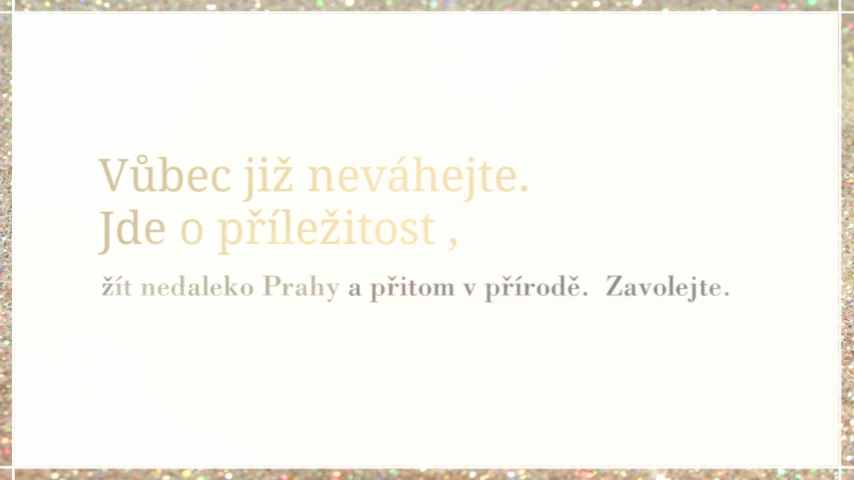 Vůbec již neváhejte.
Jde o příležitost ,
žít nedaleko Prahy a přitom v přírodě. Zavolejte.